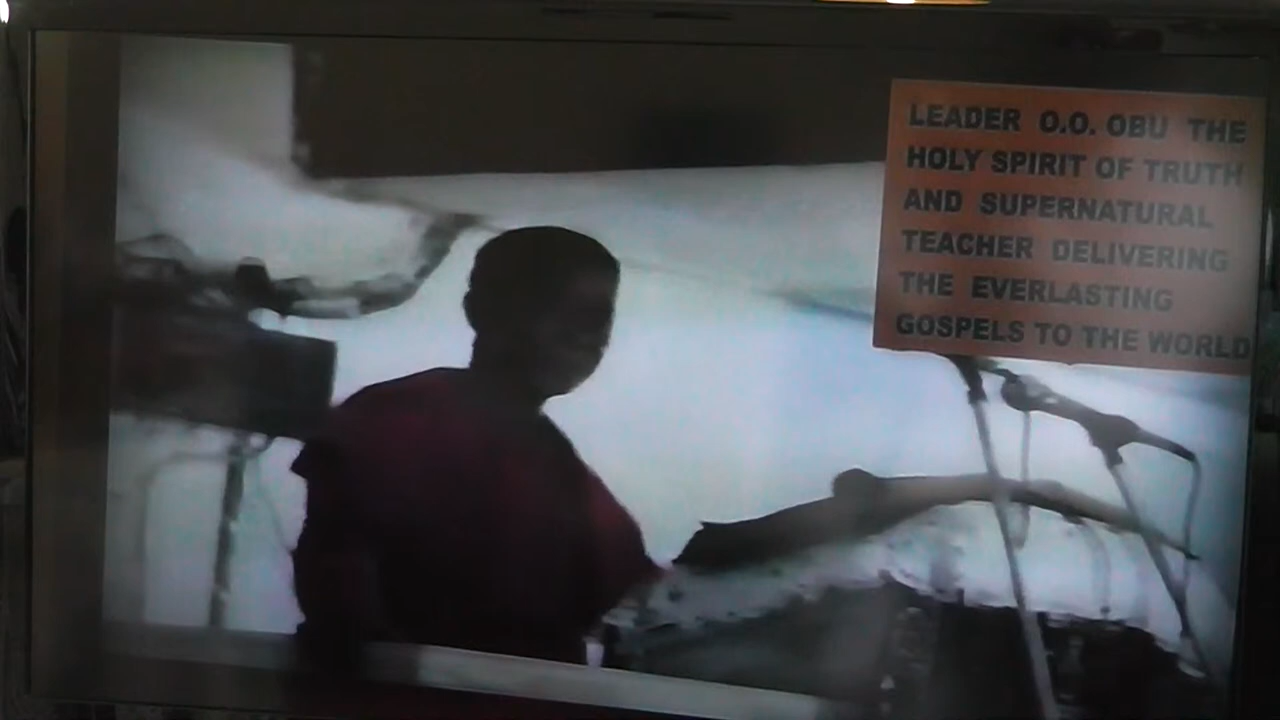 LEADER O.O. OBU THE
HOLY SPIRIT OF TRUTH
AND SUPERNATURAL
TEACHER DELIVERING
THE EVERLASTING
GOSPELS TO THE WORLD